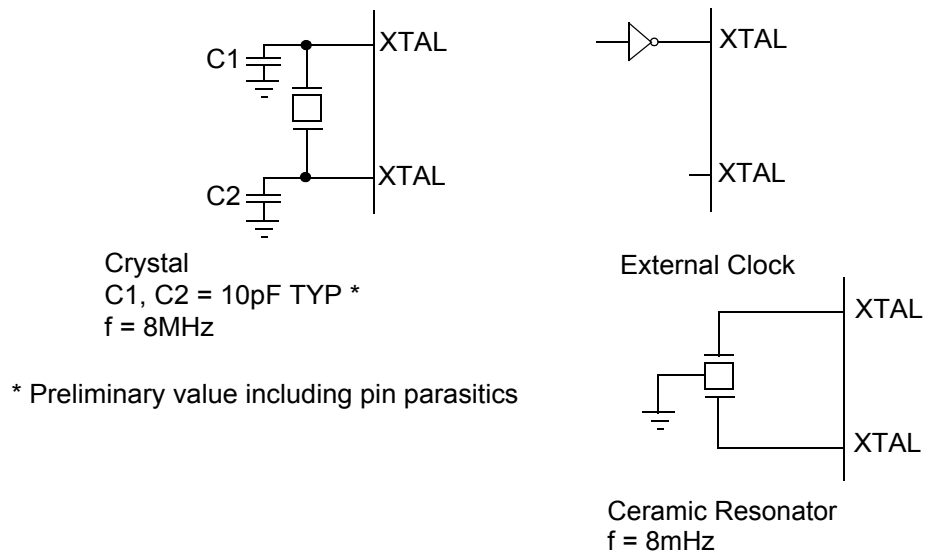 C1
XTAL
C2
XTAL
Crystal
C1, C2 = 10pF TYP *
f = 8MHz
* Preliminary value including pin parasitics
XTAL
XTAL
External Clock
XTAL
XTAL
Ceramic Resonator
f = 8mHz